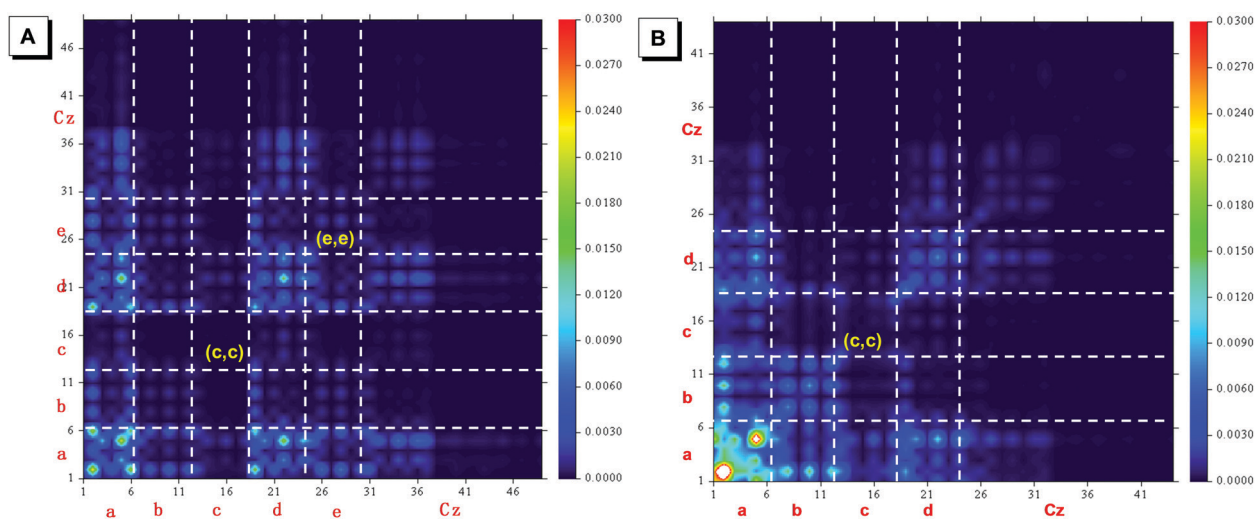 A
46
41
Cz
36
31
e
26
(e,e)
d
21
16
c
(c,c)
11
b
6
a
1
1 6 11 16 21 26 31 36 41 46
a b c d e Cz
0.0300
0.0270
0.0240
0.0210
0.0180
0.0150
0.0120
0.0090
0.0060
0.0030
0.0000
B
41
36
Cz
31
26
d
21
16
c
(c,c)
11
b
6
a
1
1 6 11 16 21 26 31 36 41
a b c d Cz
0.0300
0.0270
0.0240
0.0210
0.0180
0.0150
0.0120
0.0090
0.0060
0.0030
0.0000